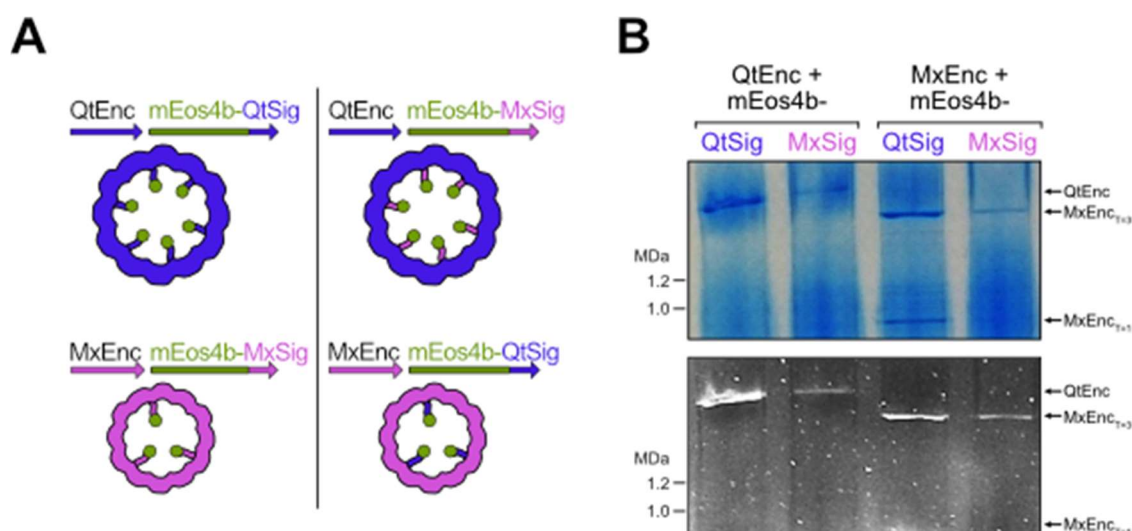 A
QtEnc mEos4b-QtSig
QtEnc mEos4b-MxSig
MxEnc mEos4b-MxSig
MxEnc mEos4b-QtSig
B
QtEnc +
mEos4b-
MxEnc +
mEos4b-
QtSig MxSig QtSig MxSig
QtEnc
MxEncT=3
MDa
1.2
1.0
MxEncT=1
QtEnc
MxEncT=3
MDa
1.2
1.0